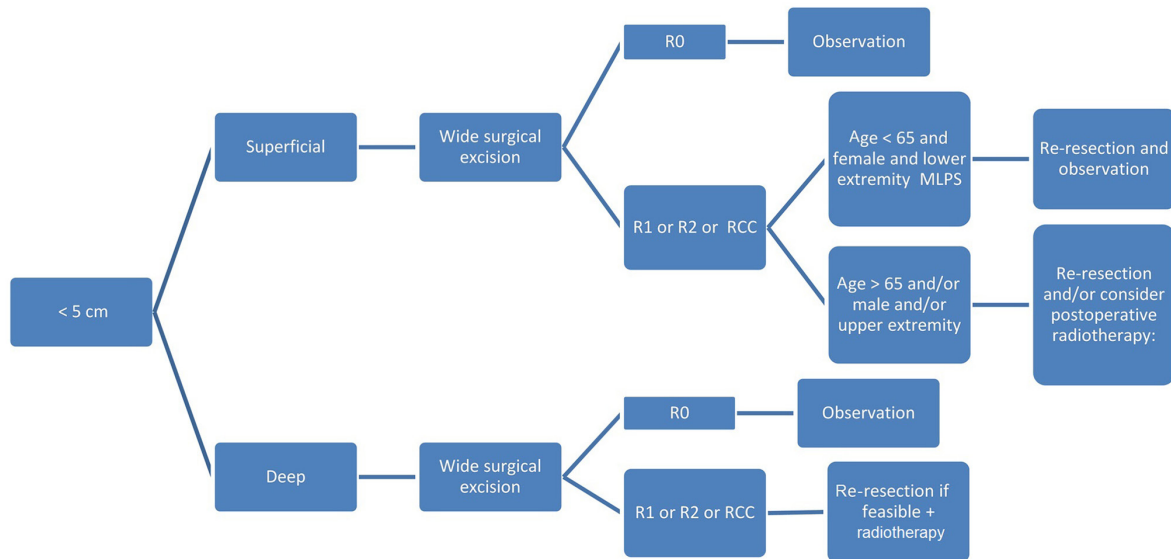 < 5 cm
Superficial
Wide surgical
excision
R0
Observation
R1 or R2 or RCC
Age < 65 and
female and lower
extremity MLPS
Re-resection and
observation
Age > 65 and/or
male and/or
upper extremity
Re-resection
and/or consider
postoperative
radiotherapy:
Deep
Wide surgical
excision
R0
Observation
R1 or R2 or RCC
Re-resection if
feasible +
radiotherapy